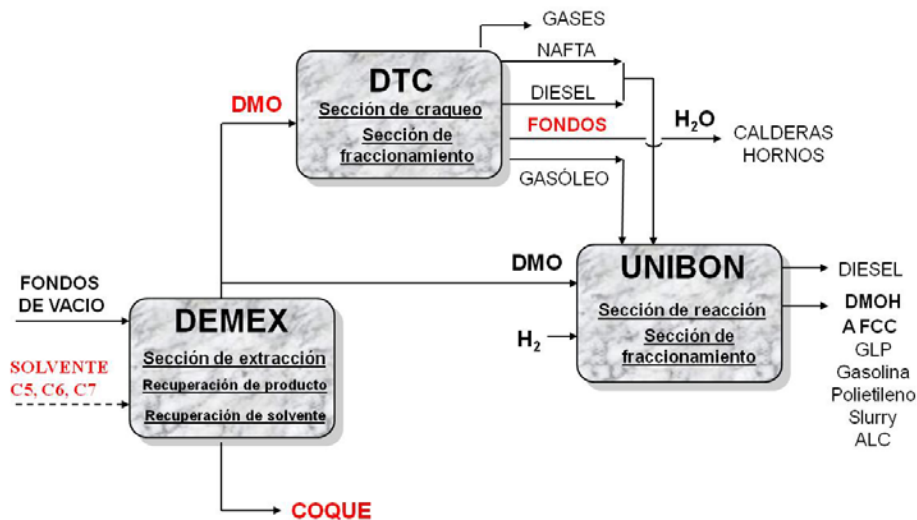 GASES
NAFTA
DTC
DMO
Sección de craqueo
DIESEL
Sección de
fraccionamiento
FONDOS
H₂O
CALDERAS
HORNOS
GASÓLEO
FONDOS
DE VACIO
DMO
UNIBON
DIESEL
DEMEX
Sección de reacción
DMOH
H₂
Sección de
fraccionamiento
A FCC
GLP
Gasolina
Polietileno
Slurry
ALC
Sección de extracción
SOLVENTE
C5, C6, C7
Recuperación de producto
Recuperación de solvente
COQUE